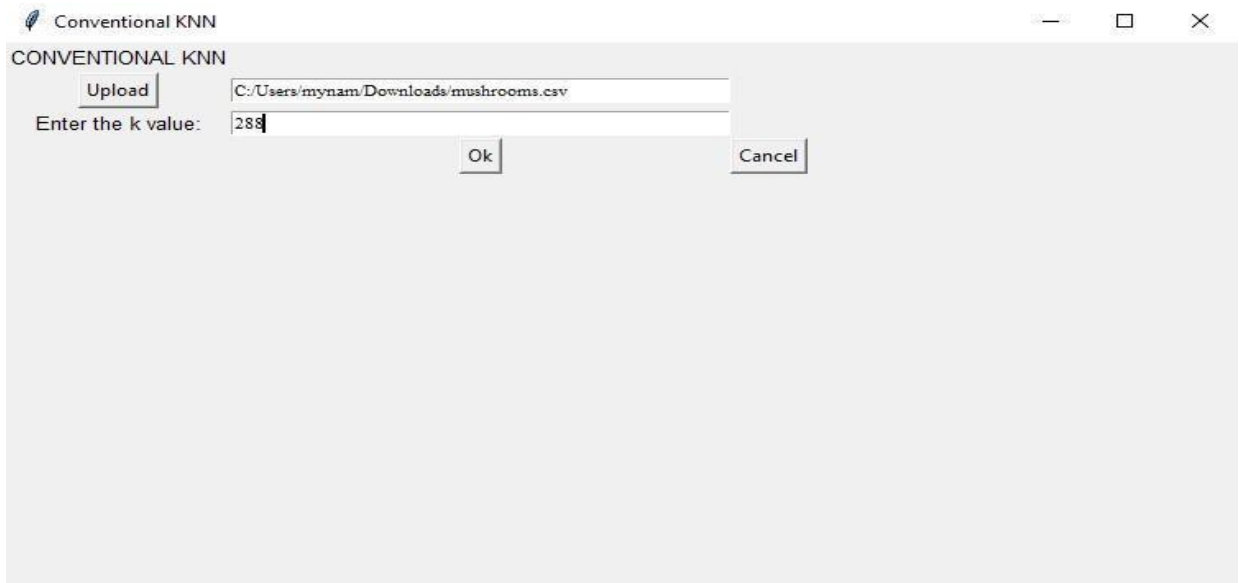 Conventional KNN
CONVENTIONAL KNN
Upload C:/Users/mynam/Downloads/mushrooms.csv
Enter the k value: 288
Ok Cancel